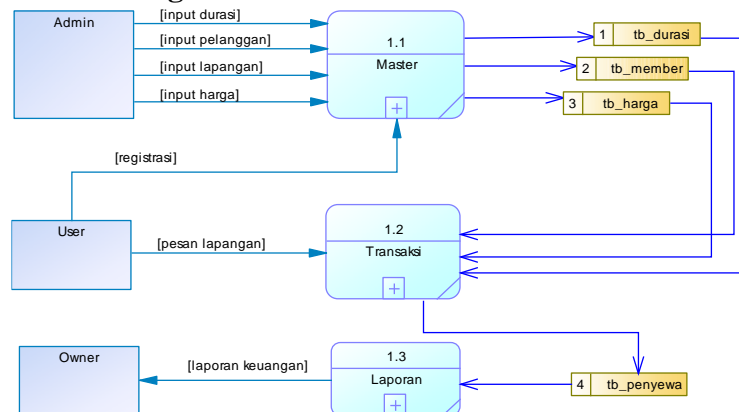 Admin
[input durasi]
[input pelanggan]
[input lapangan]
[input harga]
1.1
Master
1 tb_durasi
2 tb_member
3 tb_harga
[registrasi]
User
[pesan lapangan]
1.2
Transaksi
Owner
[laporan keuangan]
1.3
Laporan
4 tb_penyewa